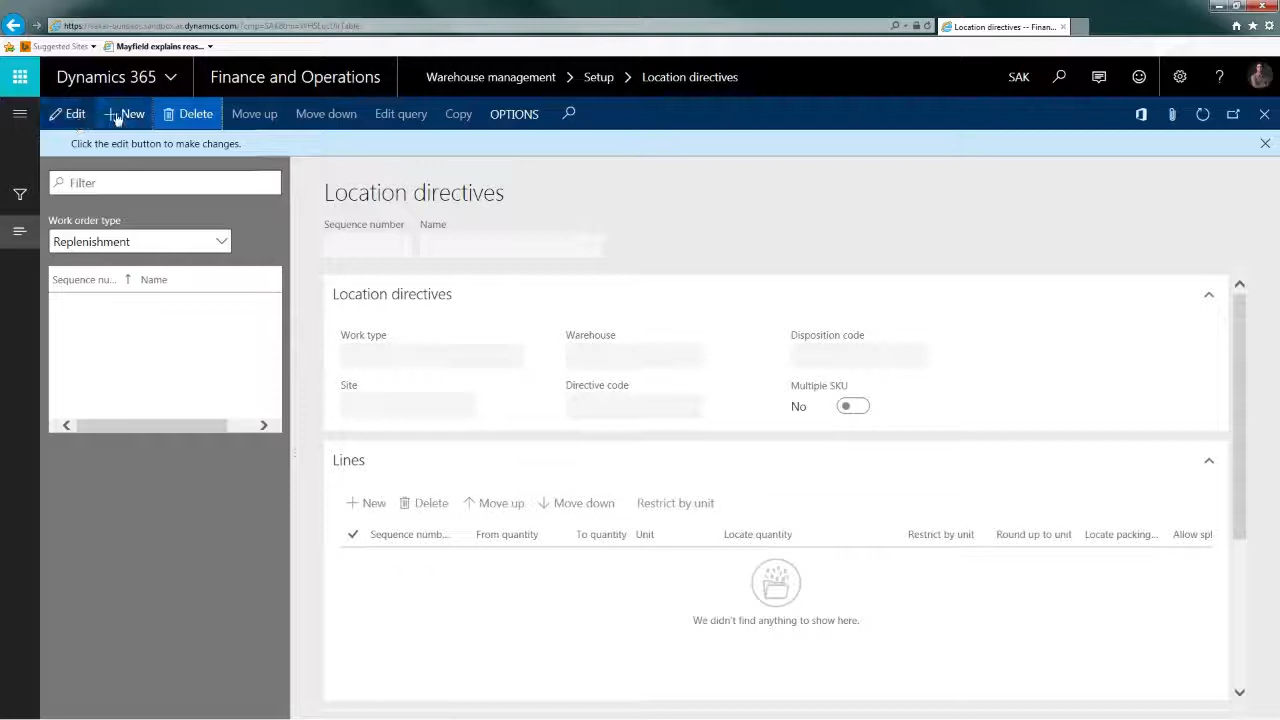 Location directives -- Finan...
Suggested Sites
Mayfield explains reas...
Dynamics 365
Finance and Operations
Warehouse management > Setup > Location directives
SAK
Edit
New
Delete
Move up
Move down
Edit query
Copy
OPTIONS
Click the edit button to make changes.
Filter
Work order type
Replenishment
Sequence nu...
Name
Location directives
Sequence number
Name
Location directives
Work type
Warehouse
Disposition code
Site
Directive code
Multiple SKU
No
Lines
New
Delete
Move up
Move down
Restrict by unit
Sequence numb...
From quantity
To quantity
Unit
Locate quantity
Restrict by unit
Round up to unit
Locate packing...
Allow spl
We didn't find anything to show here.